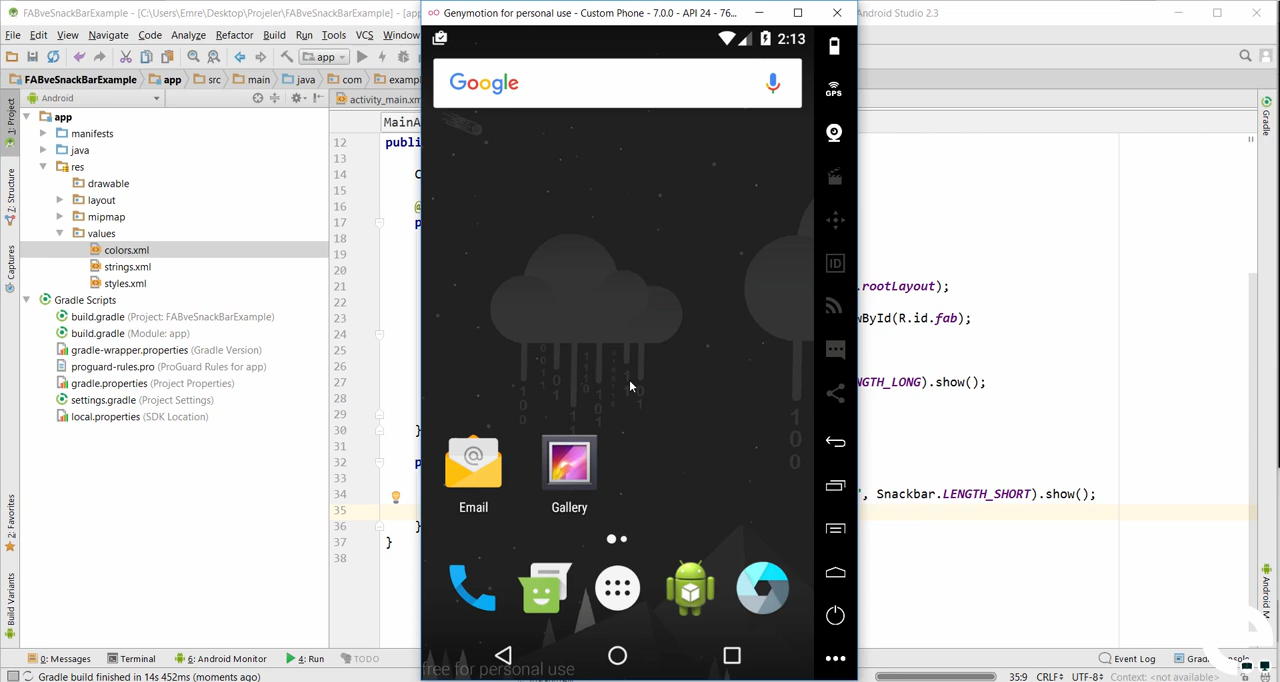 FABveSnackBarExample - [C:\Users\Emre\Desktop\Projeler\FABveSnackBarExample] - [app
Genymotion for personal use - Custom Phone - 7.0.0 - API 24 - 76...
Android Studio 2.3
File Edit View Navigate Code Analyze Refactor Build Run Tools VCS Window
2:13
app
FABveSnackBarExample app src main java com exampl
Google
Android
activity_main.xm
MainA
GPS
ID
1: Project
Z: Structure
Captures
2: Favorites
Build Variants
Gradle
app
manifests
java
res
drawable
layout
mipmap
values
colors.xml
strings.xml
styles.xml
Gradle Scripts
build.gradle (Project: FABveSnackBarExample)
build.gradle (Module: app)
gradle-wrapper.properties (Gradle Version)
proguard-rules.pro (ProGuard Rules for app)
gradle.properties (Project Settings)
settings.gradle (Project Settings)
local.properties (SDK Location)
12 publi
13
14 C
15
16 @
17 p
18
19
20
21 .rootLayout);
22
23 wById(R.id.fab);
24
25
26
27 NGTH_LONG).show();
28
29
30 }
31
32 p
33
34 ", Snackbar.LENGTH_SHORT).show();
35
36 }
37 }
38
Email Gallery
free for personal use
0: Messages Terminal 6: Android Monitor 4: Run TODO
Event Log
Gradle build finished in 14s 452ms (moments ago)
35:9 CRLF÷ UTF-8÷ Context: <not available>